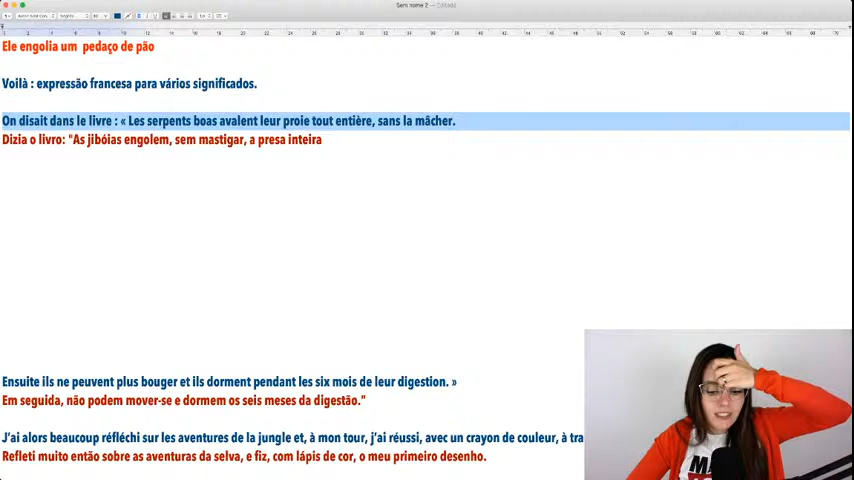 Sem nome 2 — Editado
Ele engolia um pedaço de pão
Voilà : expressão francesa para vários significados.
On disait dans le livre : « Les serpents boas avalent leur proie tout entière, sans la mâcher.
Dizia o livro: "As jibóias engolem, sem mastigar, a presa inteira
Ensuite ils ne peuvent plus bouger et ils dorment pendant les six mois de leur digestion. »
Em seguida, não podem mover-se e dormem os seis meses da digestão."
J'ai alors beaucoup réfléchi sur les aventures de la jungle et, à mon tour, j'ai réussi, avec un crayon de couleur, à tra
Refleti muito então sobre as aventuras da selva, e fiz, com lápis de cor, o meu primeiro desenho.